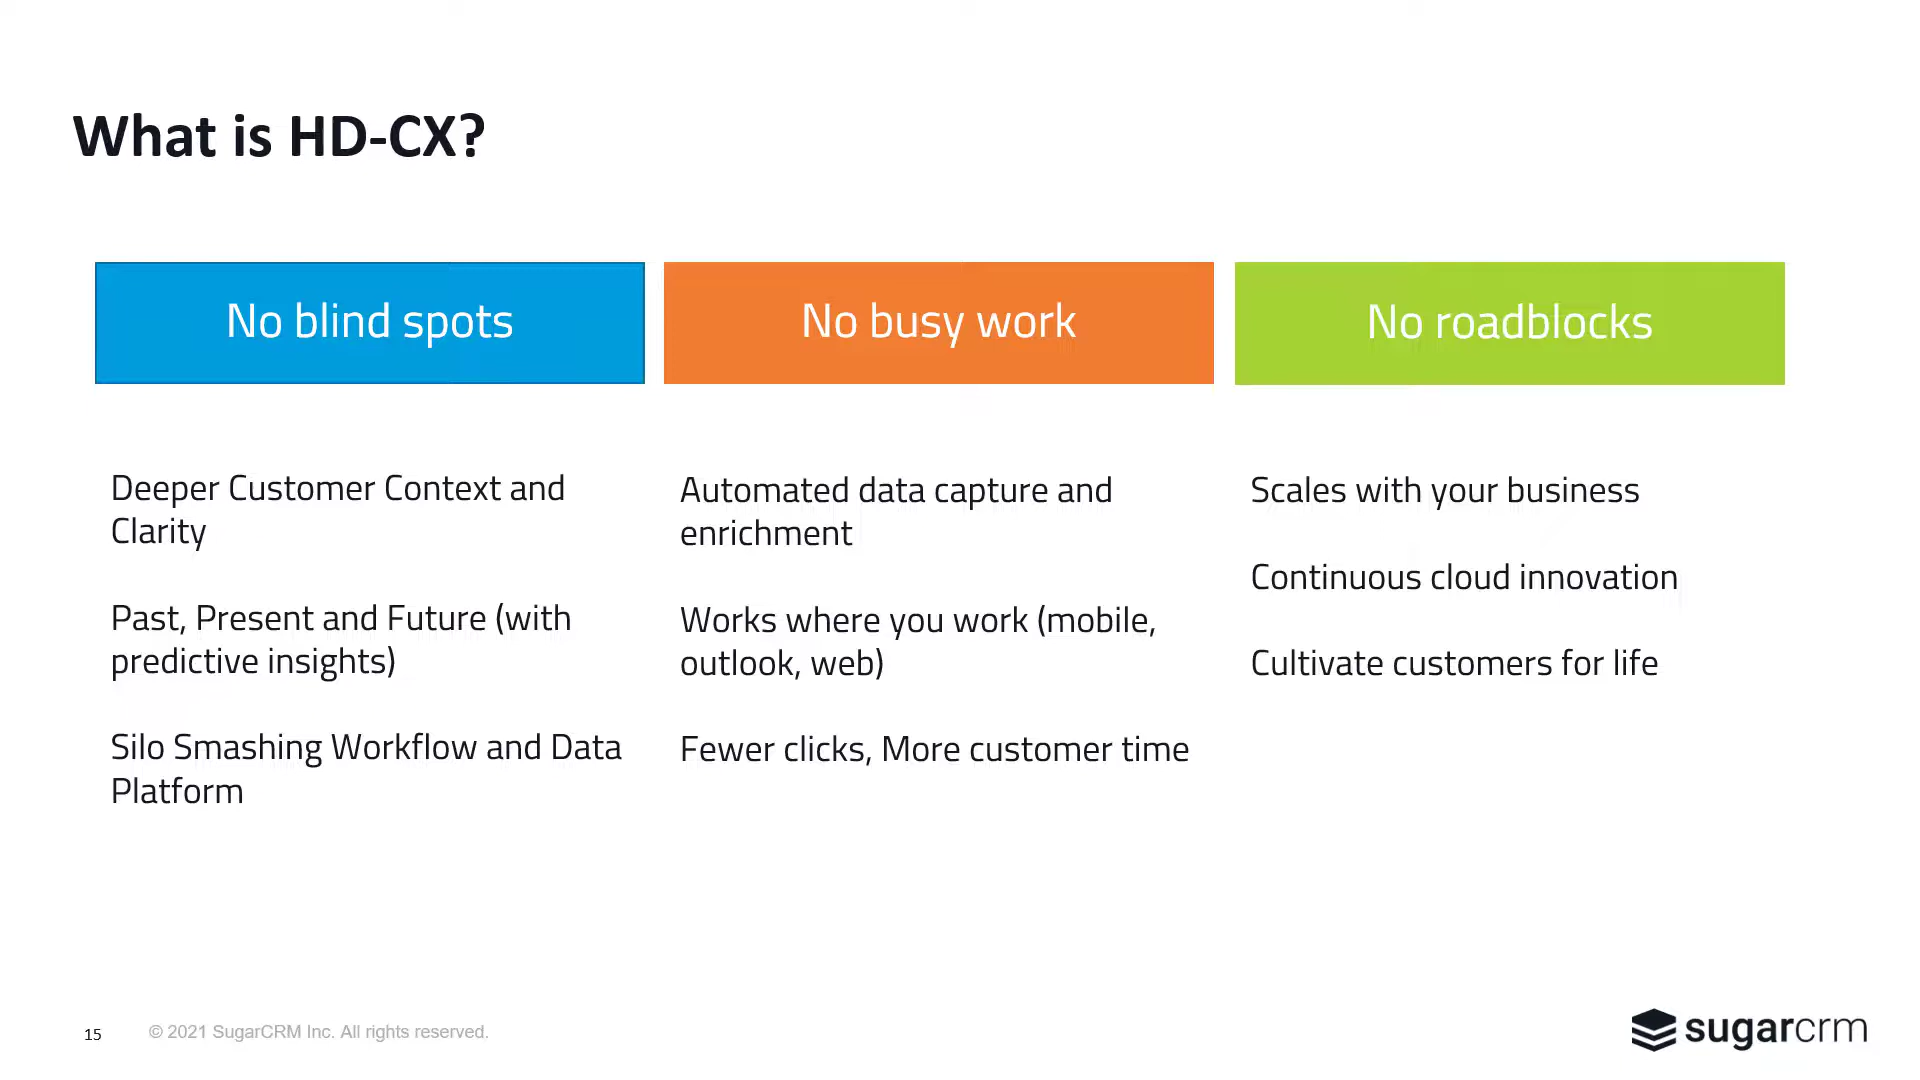 What is HD-CX?
No blind spots
No busy work
No roadblocks
Deeper Customer Context and
Clarity
Past, Present and Future (with
predictive insights)
Silo Smashing Workflow and Data
Platform
Automated data capture and
enrichment
Works where you work (mobile,
outlook, web)
Fewer clicks, More customer time
Scales with your business
Continuous cloud innovation
Cultivate customers for life
15
© 2021 SugarCRM Inc. All rights reserved.
sugarcrm